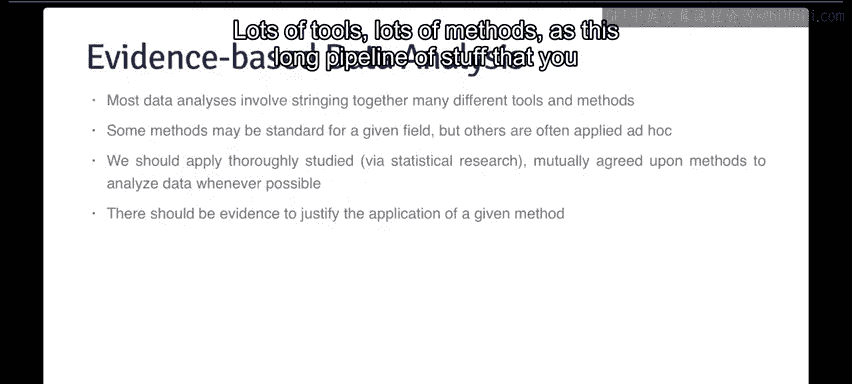 Lots of tools, lots of methods, as this
long pipeline of stuff that you
Evidence-based Data Analysis
· Most data analyses involve stringing together many different tools and methods
· Some methods may be standard for a given field, but others are often applied ad hoc
· We should apply thoroughly studied (via statistical research), mutually agreed upon methods to
analyze data whenever possible
· There should be evidence to justify the application of a given method